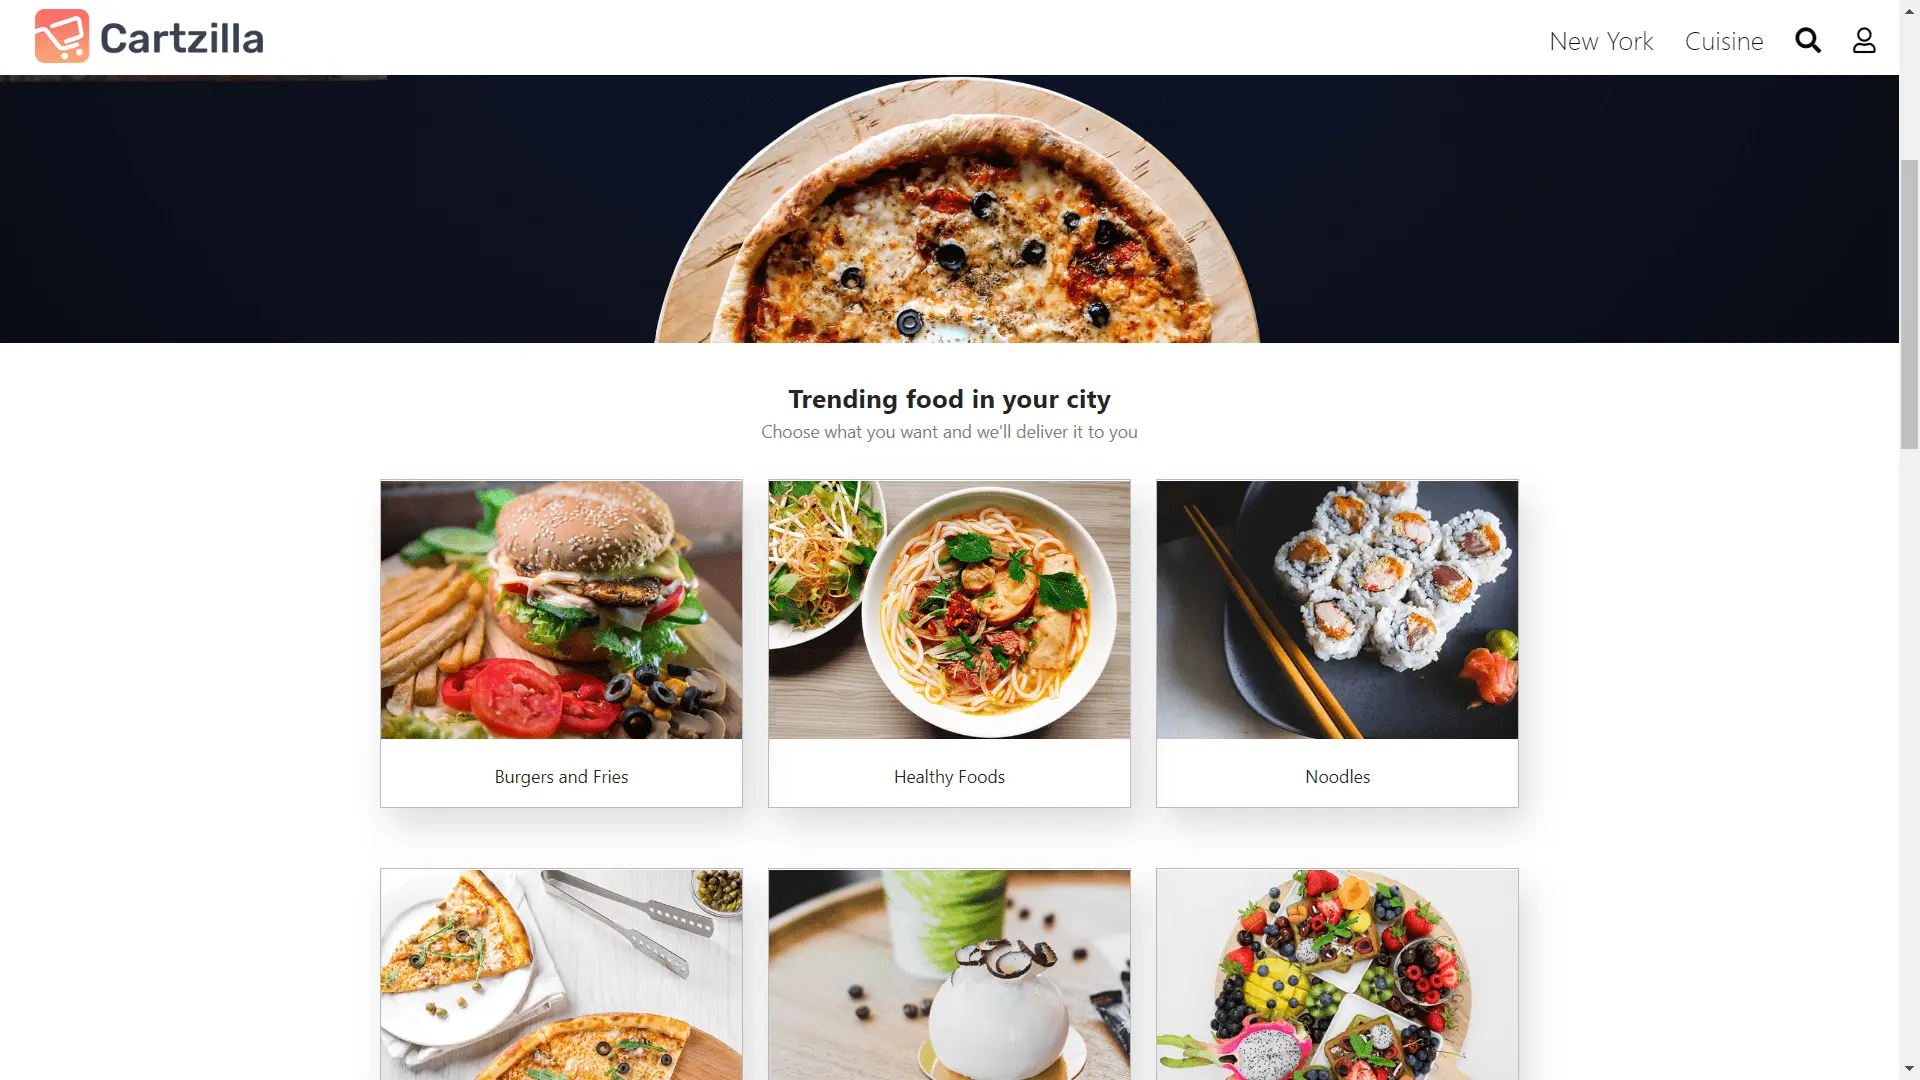 Cartzilla
New York
Cuisine
Trending food in your city
Choose what you want and we'll deliver it to you
Burgers and Fries
Healthy Foods
Noodles